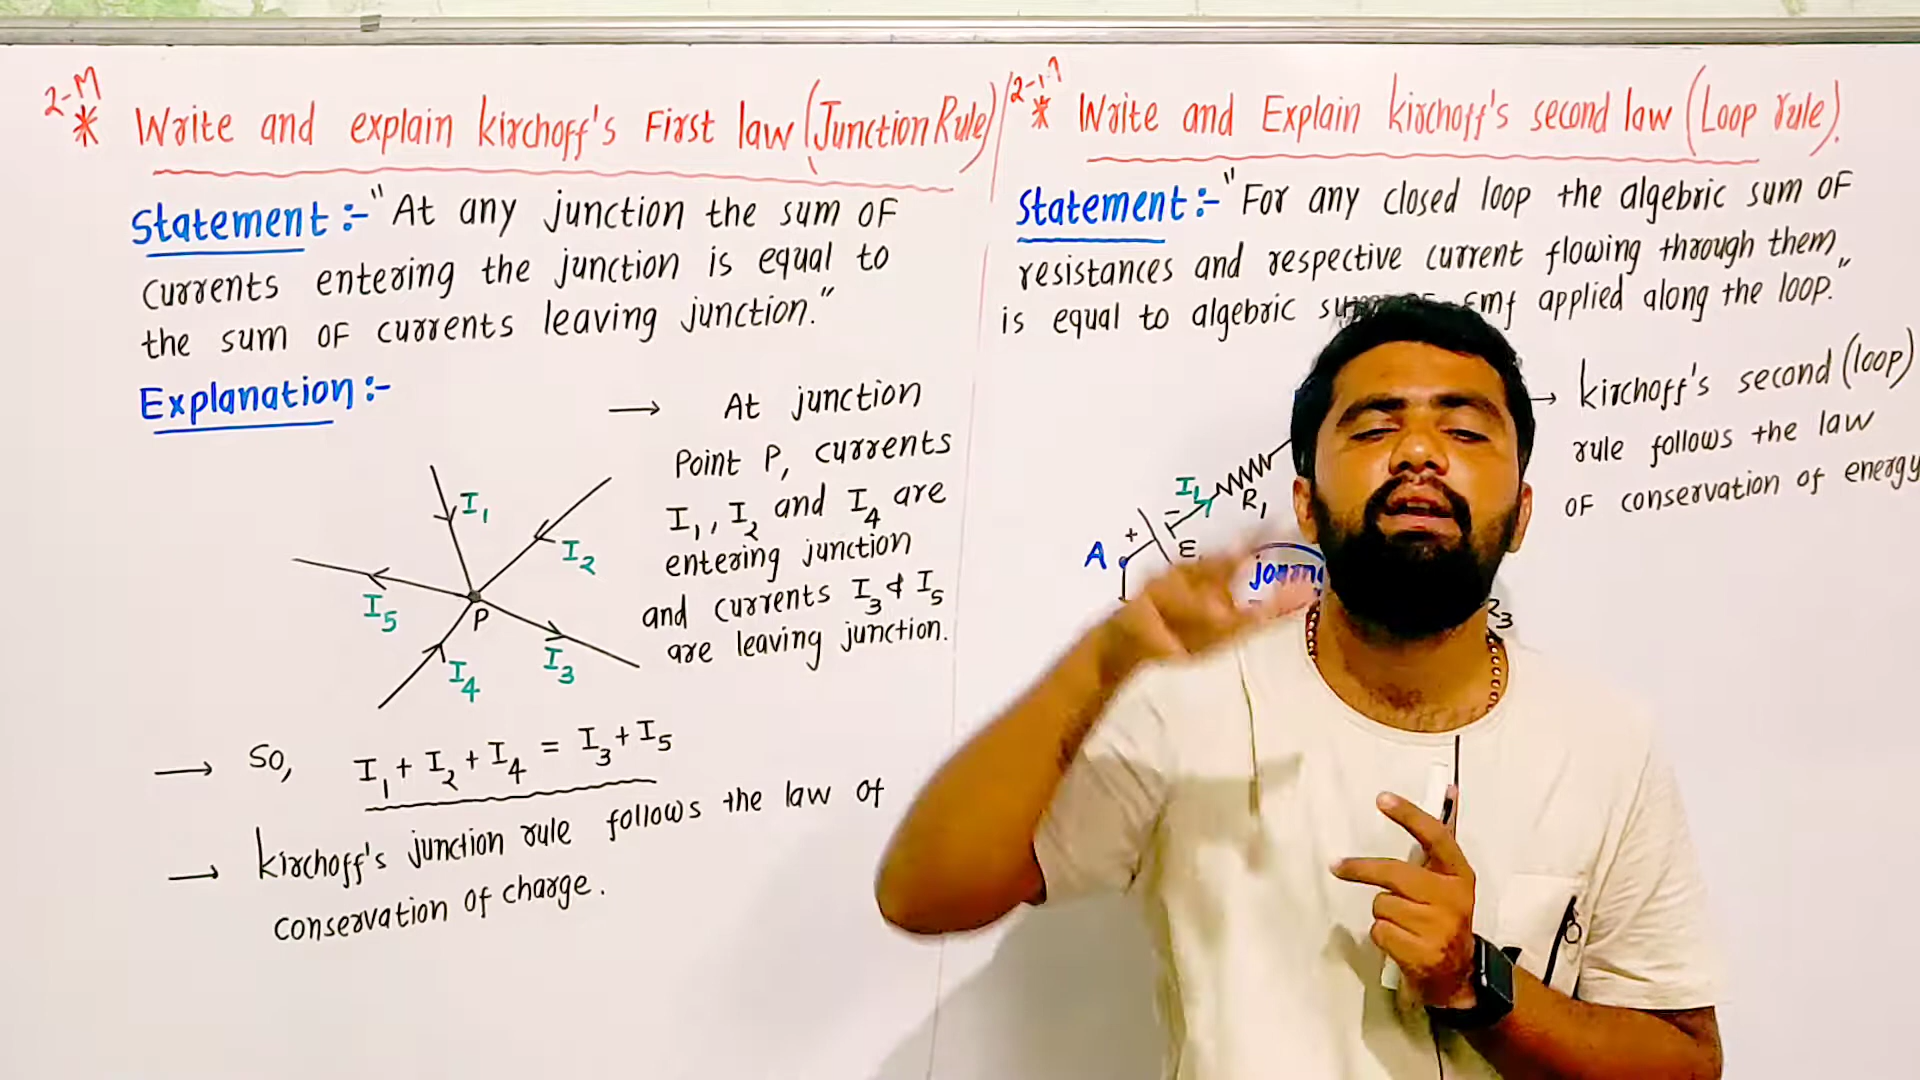 2-M
* Write and explain kirchoff's First law (Junction Rule)
Statement :- "At any junction the sum OF
currents entering the junction is equal to
the sum OF currents leaving junction."
Explanation :-
I1
I2
I5
P
I4
I3
→ At junction
Point P, currents
I1, I2 and I4 are
entering junction
and currents I3 & I5
are leaving junction.
→ So, I1 + I2 + I4 = I3 + I5
→ kirchoff's junction rule follows the law of
conservation of charge.
* Write and Explain kirchoff's second law (Loop rule).
Statement :- "For any closed loop the algebric sum OF
resistances and respective current flowing through them
is equal to algebric emf applied along the loop."
→ kirchoff's second (loop)
rule follows the law
OF conservation of energy
I1
R1
+ -
A
E